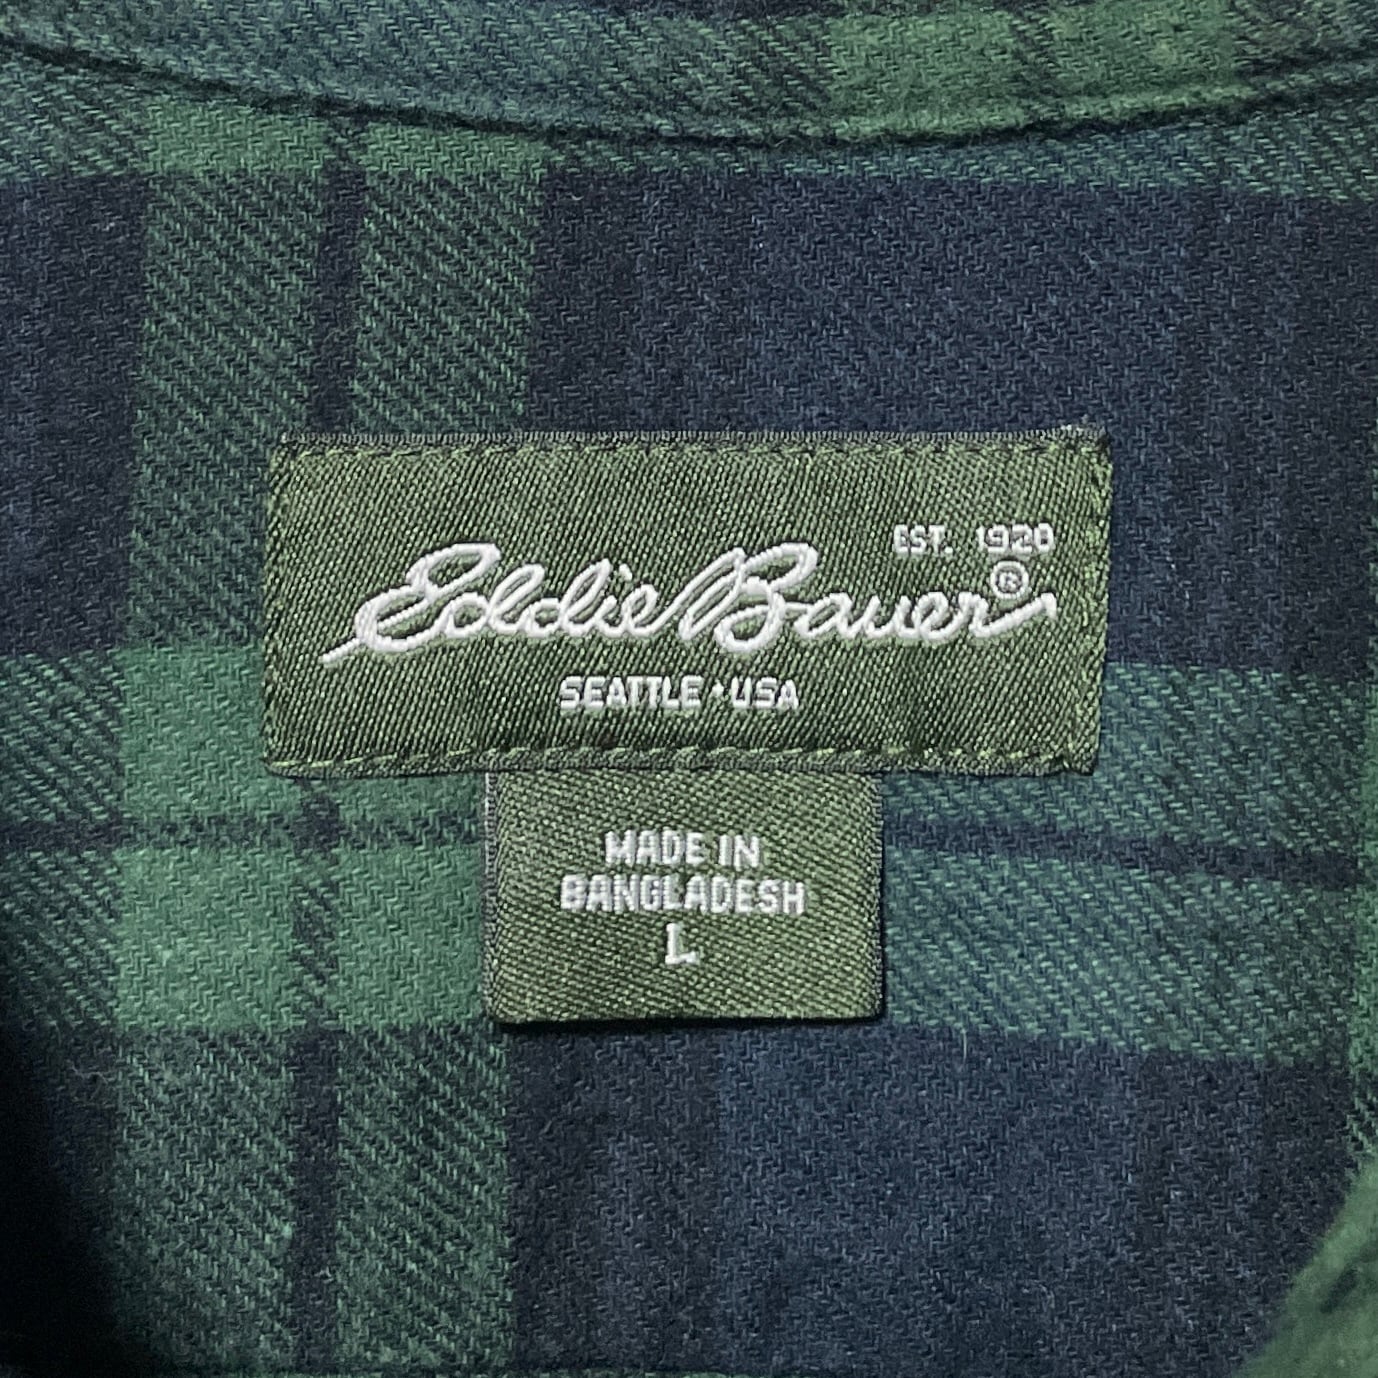 EST. 1920
Eddie Bauer®
SEATTLE · USA
MADE IN
BANGLADESH
L